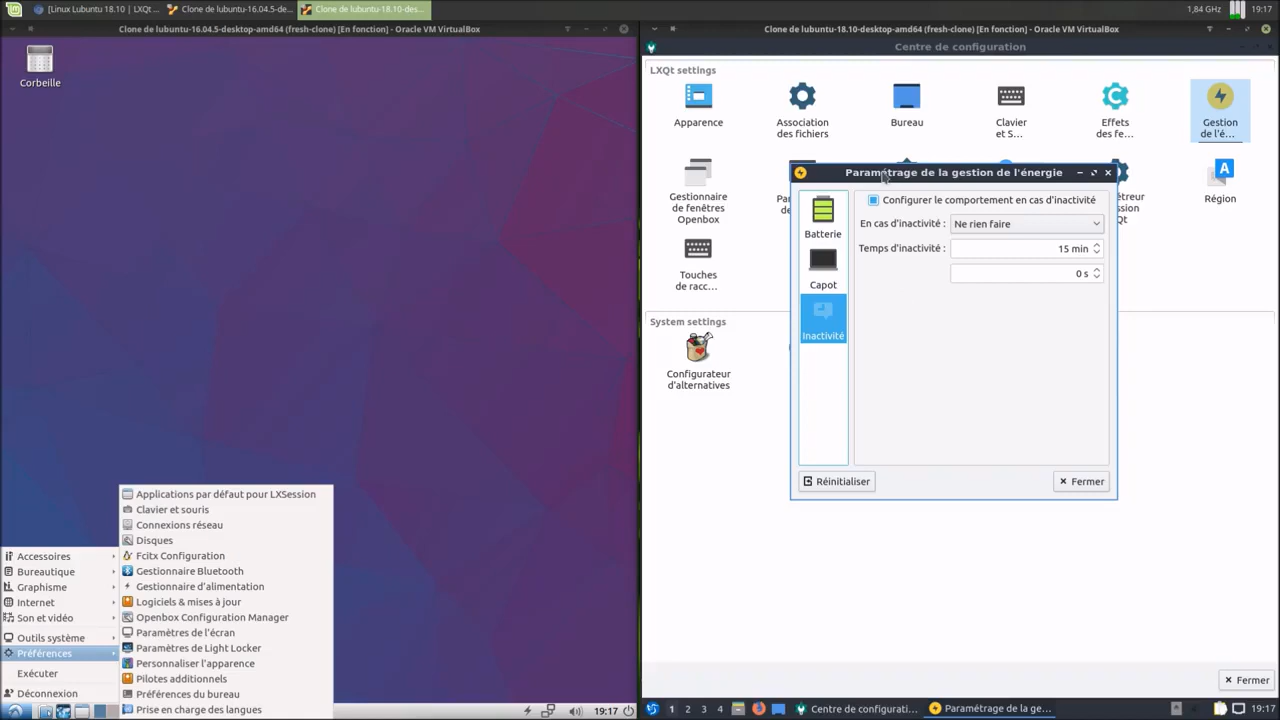 [Linux Lubuntu 18.10 | LXQt ...
Clone de lubuntu-16.04.5-de...
Clone de lubuntu-18.10-des...
1,84 GHz
19:17
Clone de lubuntu-16.04.5-desktop-amd64 (fresh-clone) [En fonction] - Oracle VM VirtualBox
Corbeille
Applications par défaut pour LXSession
Clavier et souris
Connexions réseau
Disques
Fcitx Configuration
Gestionnaire Bluetooth
Gestionnaire d'alimentation
Logiciels & mises à jour
Openbox Configuration Manager
Paramètres de l'écran
Paramètres de Light Locker
Personnaliser l'apparence
Pilotes additionnels
Préférences du bureau
Prise en charge des langues
Accessoires
Bureautique
Graphisme
Internet
Son et vidéo
Outils système
Préférences
Exécuter
Déconnexion
19:17
Clone de lubuntu-18.10-desktop-amd64 (fresh-clone) [En fonction] - Oracle VM VirtualBox
Centre de configuration
LXQt settings
Apparence
Association
des fichiers
Bureau
Clavier
et S...
Effets
des fe...
Gestion
de l'é...
Gestionnaire
de fenêtres
Openbox
Région
Touches
de racc...
System settings
Configurateur
d'alternatives
Paramétrage de la gestion de l'énergie
Batterie
Capot
Inactivité
Configurer le comportement en cas d'inactivité
En cas d'inactivité :
Ne rien faire
Temps d'inactivité :
15 min
0 s
Réinitialiser
Fermer
Fermer
1
2
3
4
Centre de configurati...
Paramétrage de la ge...
19:17